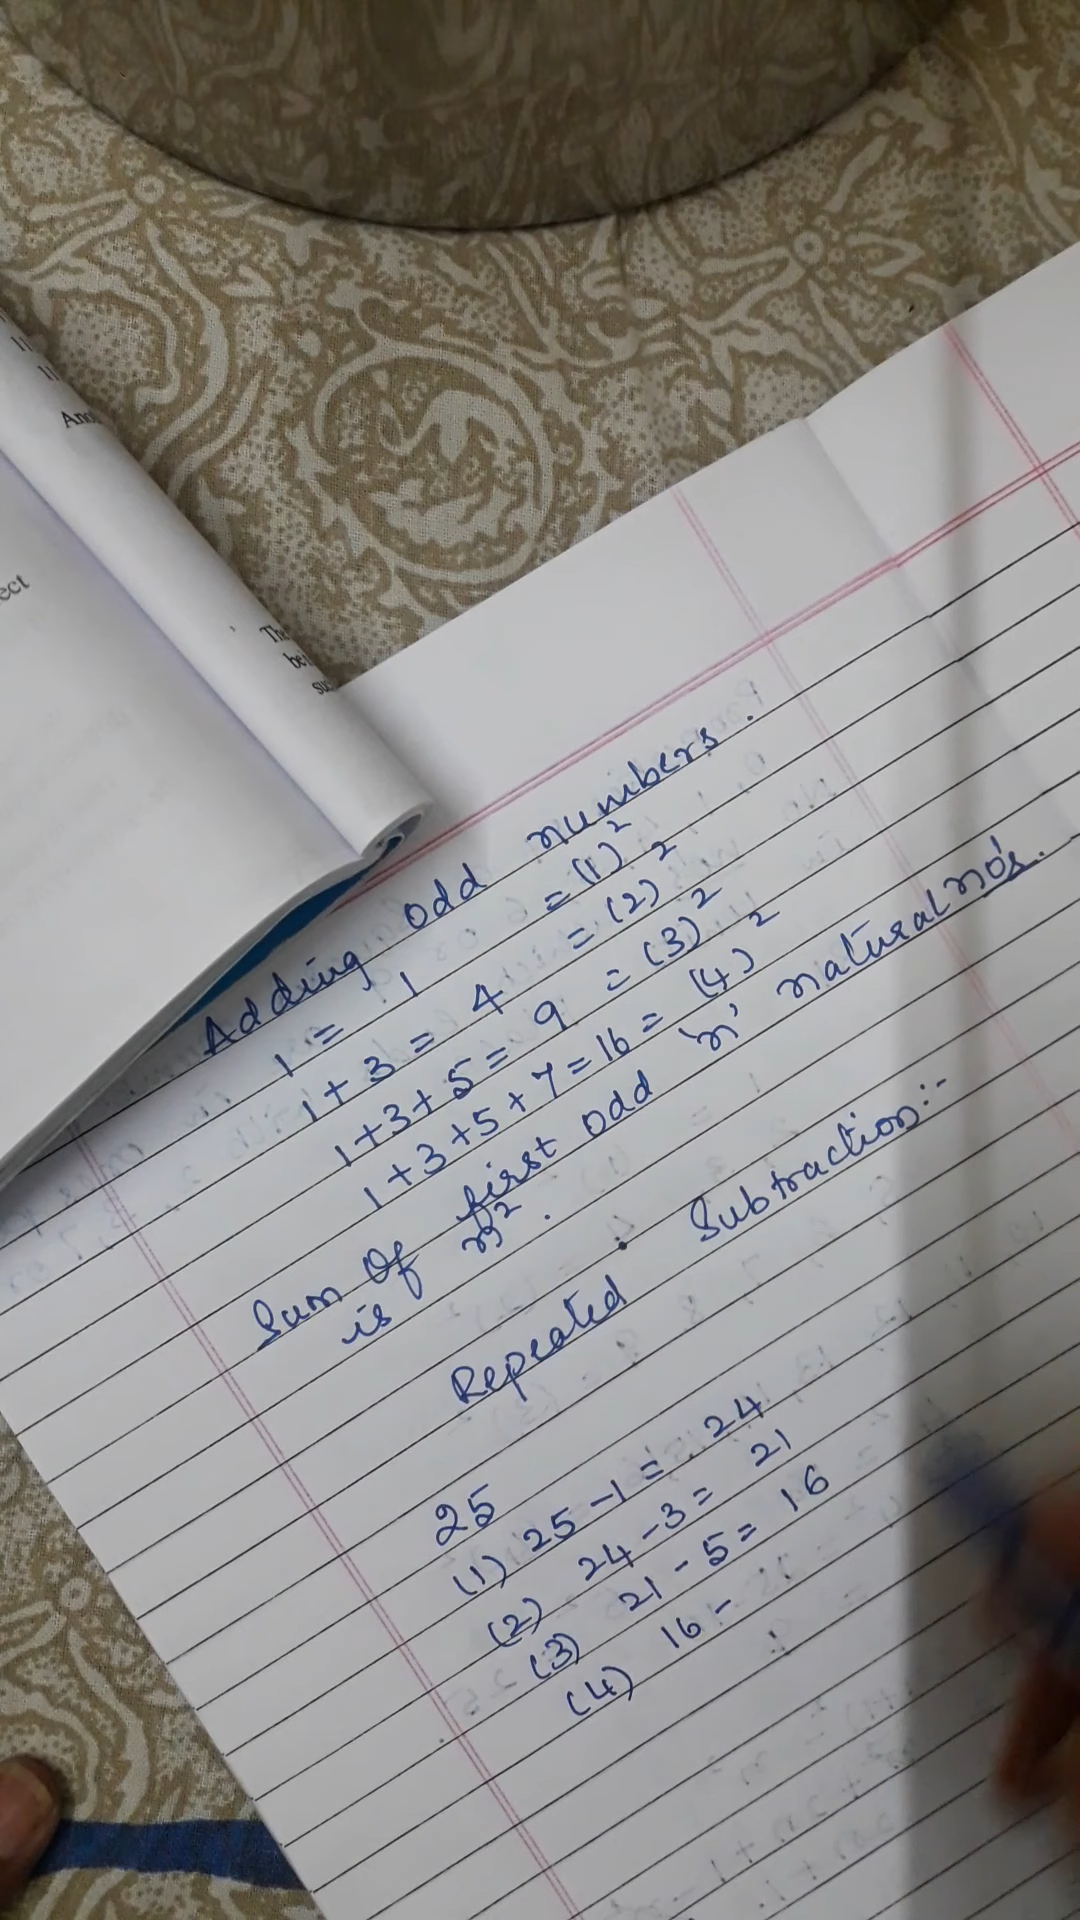 ect
The
Adding odd numbers.
1 = 1 = (1)²
1 + 3 = 4 = (2)²
1+3+5 = 9 = (3)²
1+3+5+7=16 = (4)²
Sum Of first odd 'n' natural no's.
is n².
Repeated Subtraction:-
25
(1) 25-1 = 24
(2) 24-3 = 21
(3) 21-5 = 16
(4) 16-